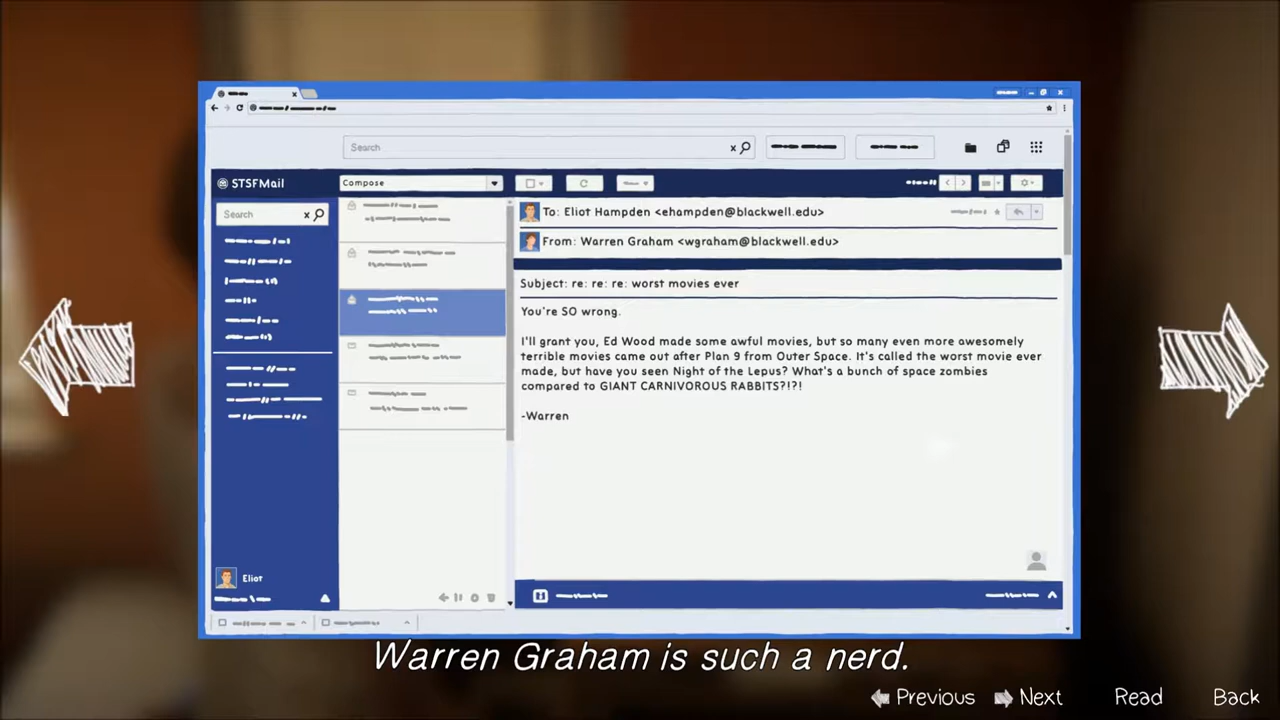 Search
STSFMail
Compose
Search
To: Eliot Hampden <ehampden@blackwell.edu>
From: Warren Graham <wgraham@blackwell.edu>
Subject: re: re: re: worst movies ever
You're SO wrong.
I'll grant you, Ed Wood made some awful movies, but so many even more awesomely
terrible movies came out after Plan 9 from Outer Space. It's called the worst movie ever
made, but have you seen Night of the Lepus? What's a bunch of space zombies
compared to GIANT CARNIVOROUS RABBITS?!?!
-Warren
Eliot
Warren Graham is such a nerd.
Previous Next Read Back